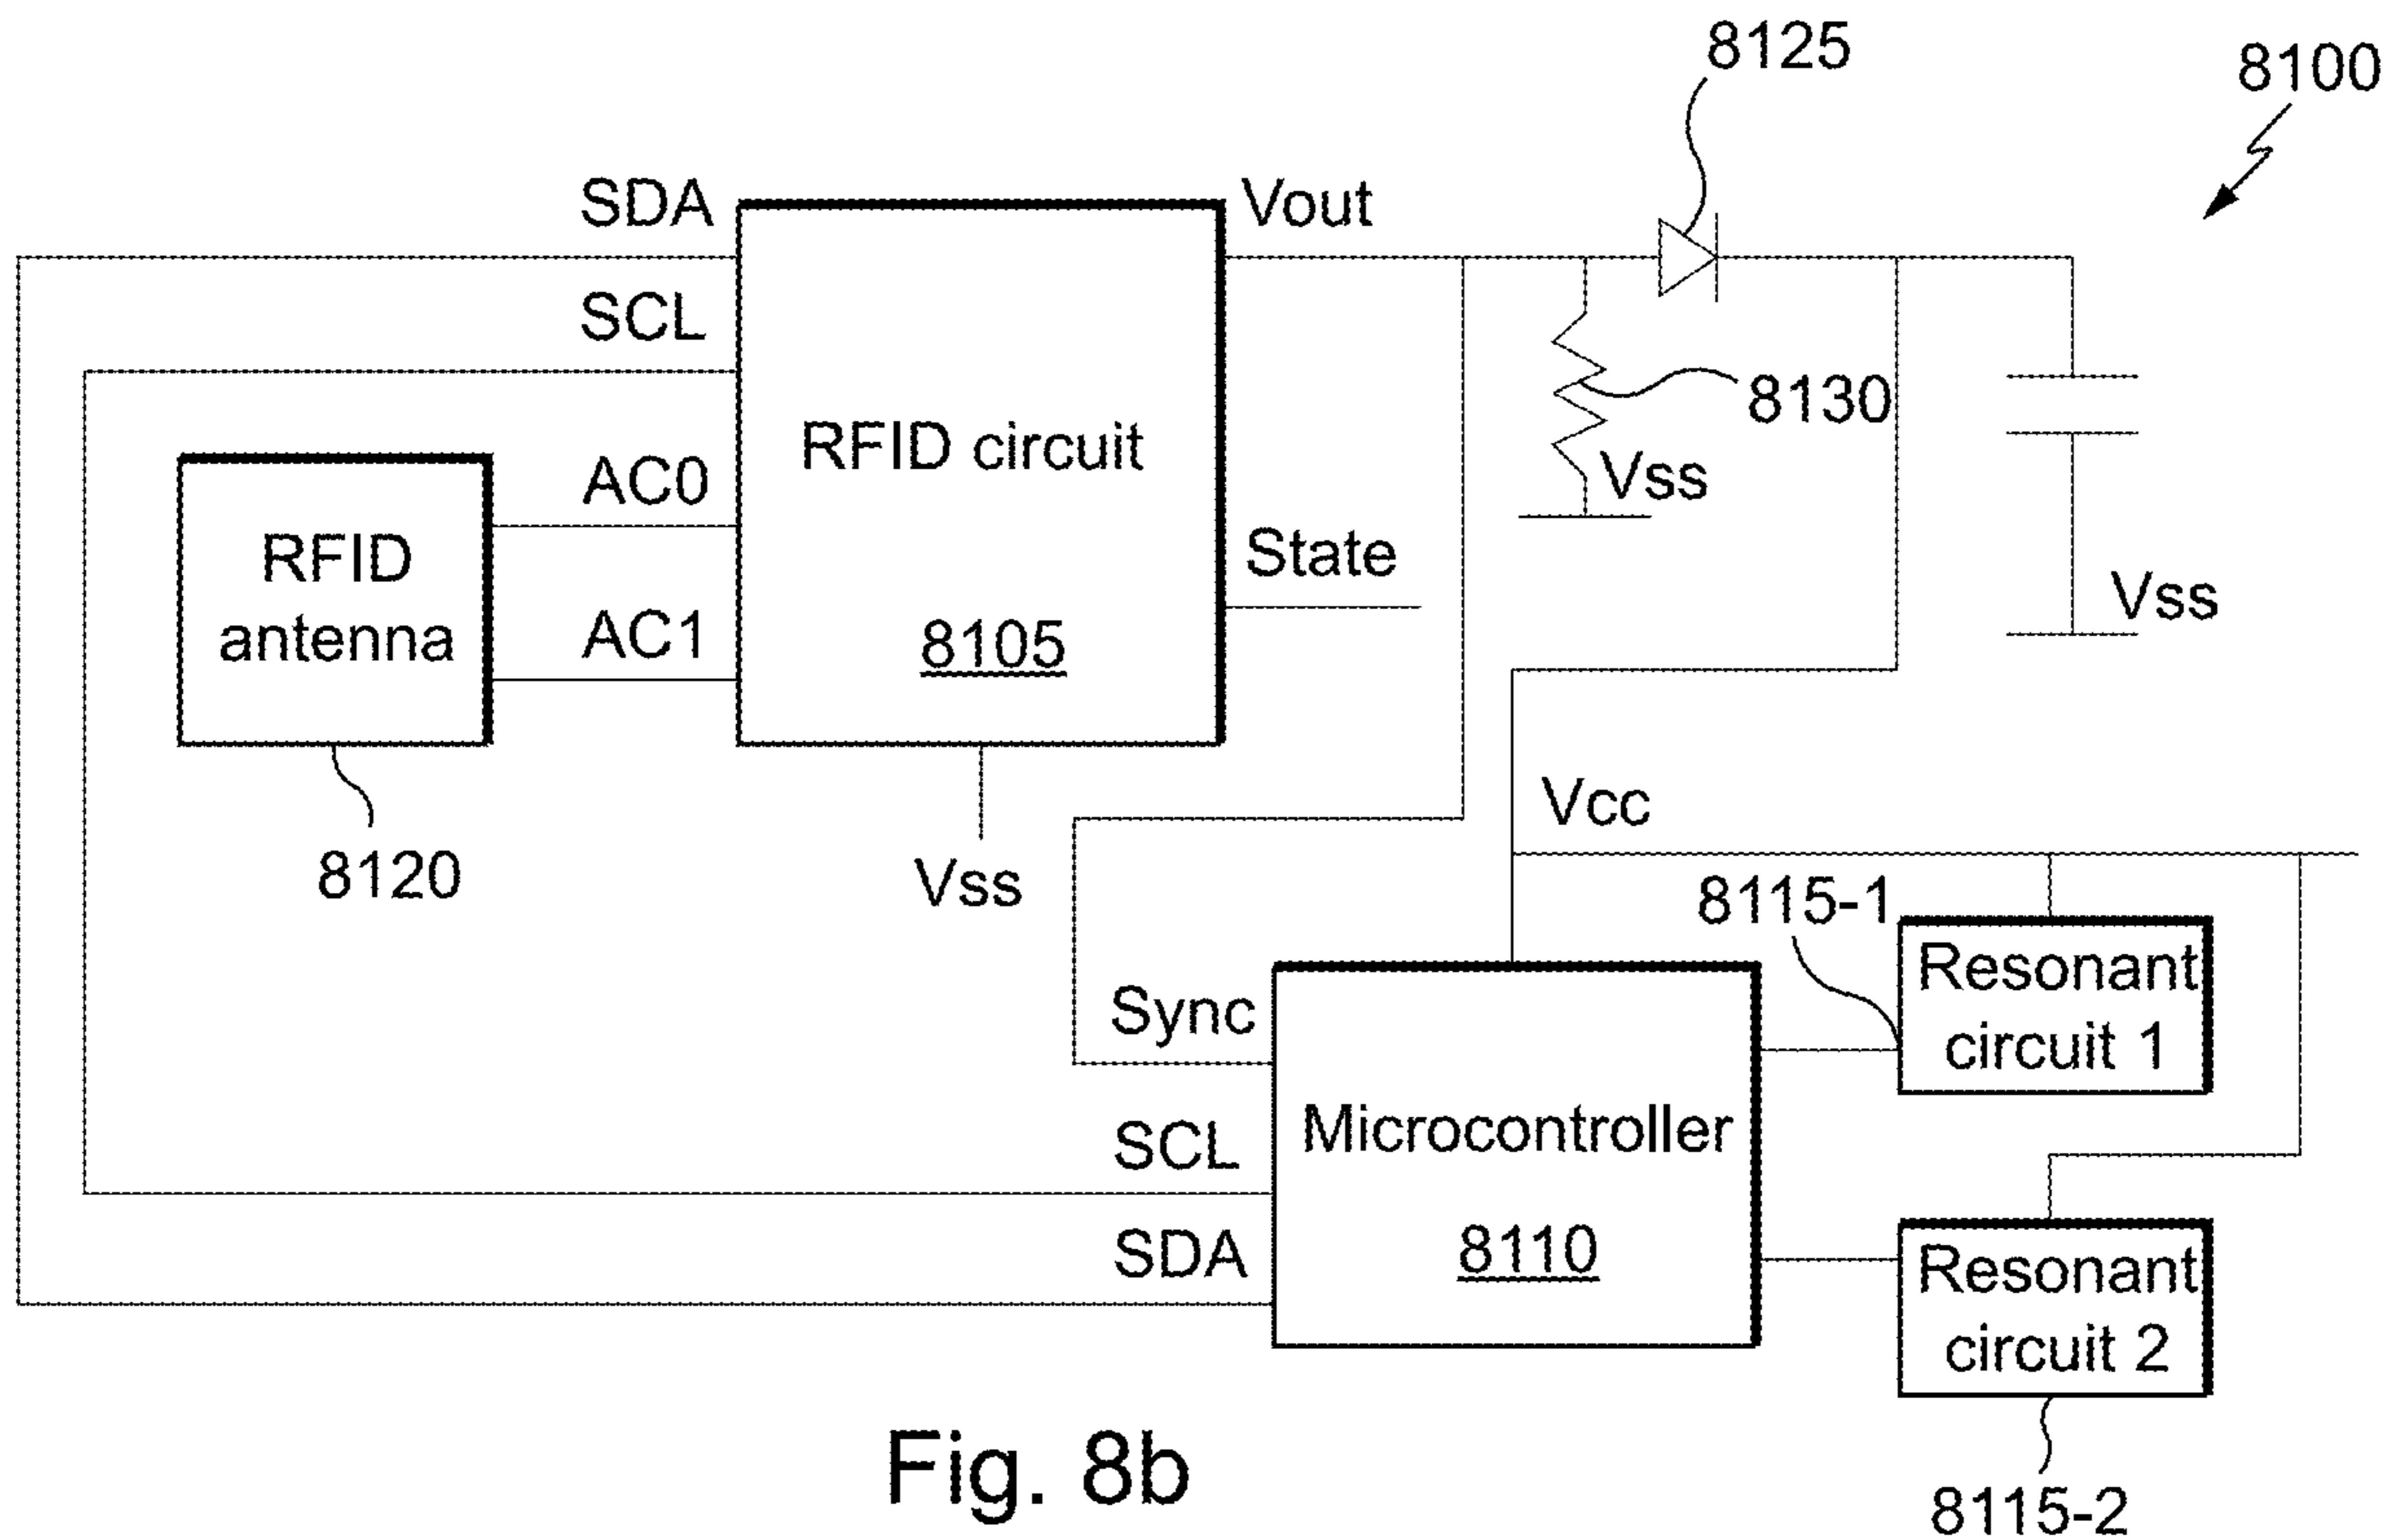 8125
8100
SDA
Vout
SCL
8130
RFID circuit
AC0
Vss
RFID
antenna
State
Vss
AC1
8105
Vcc
8120
Vss
8115-1
Resonant
circuit 1
Sync
Microcontroller
SCL
8110
SDA
Resonant
circuit 2
Fig. 8b
8115-2